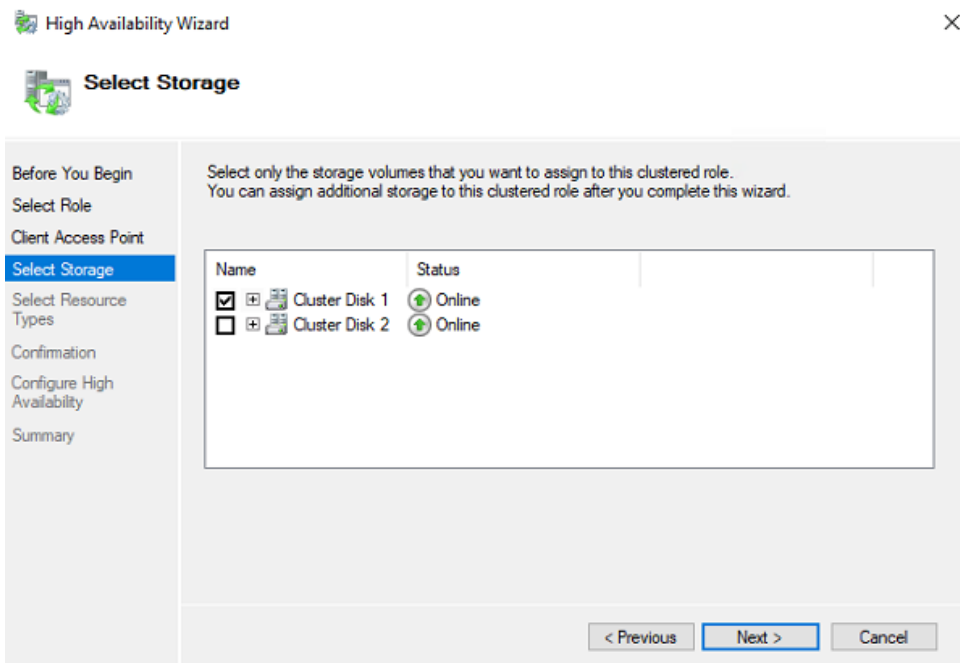 High Availability Wizard
Select Storage
Before You Begin
Select Role
Client Access Point
Select Storage
Select Resource
Types
Confirmation
Configure High
Availability
Summary
Select only the storage volumes that you want to assign to this clustered role.
You can assign additional storage to this clustered role after you complete this wizard.
Name Status
Cluster Disk 1 Online
Cluster Disk 2 Online
< Previous Next > Cancel